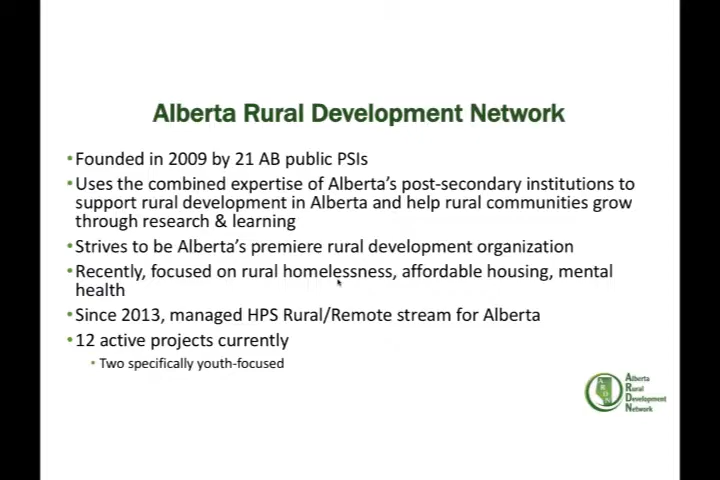 Alberta Rural Development Network
•Founded in 2009 by 21 AB public PSIs
•Uses the combined expertise of Alberta's post-secondary institutions to
support rural development in Alberta and help rural communities grow
through research & learning
•Strives to be Alberta's premiere rural development organization
•Recently, focused on rural homelessness, affordable housing, mental
health
•Since 2013, managed HPS Rural/Remote stream for Alberta
•12 active projects currently
•Two specifically youth-focused
Alberta
Rural
Development
Network